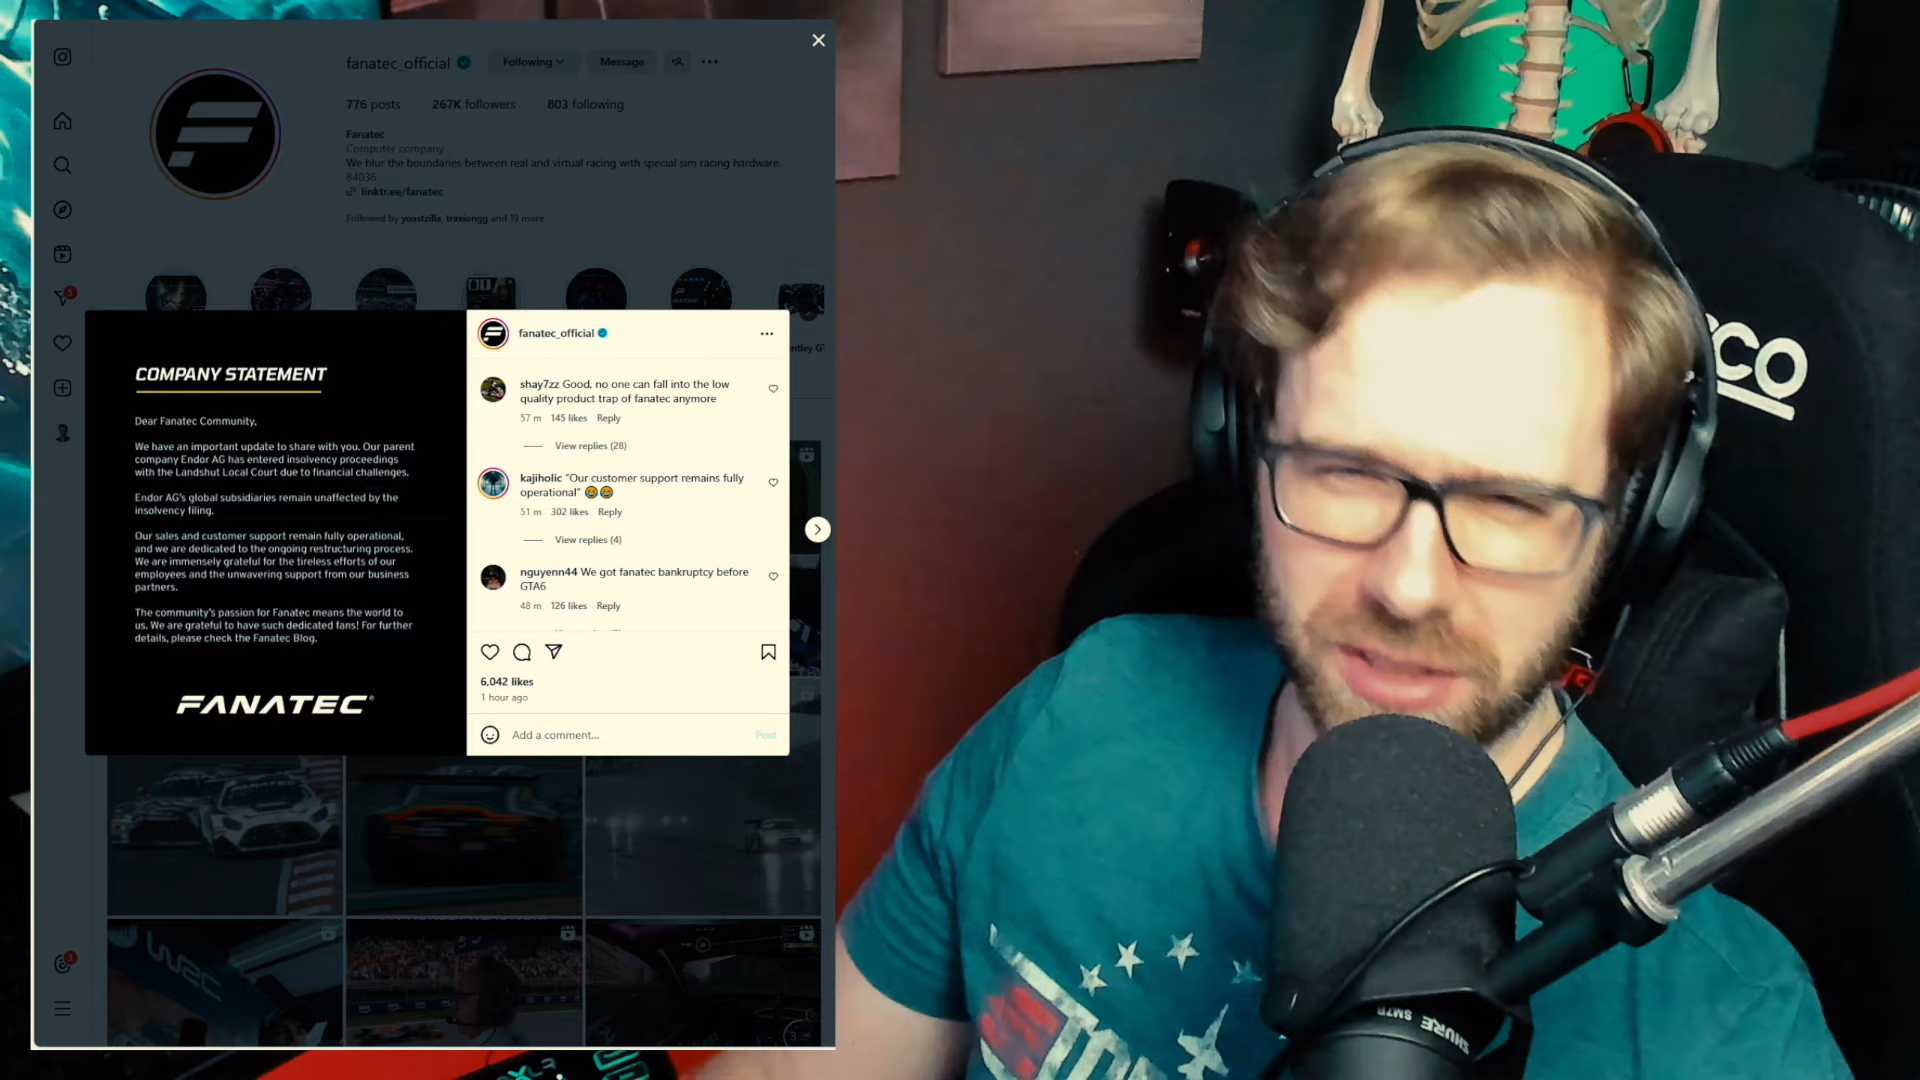 fanatec_official
Following
Message
776 posts 267K followers 803 following
Fanatec
Computer company
We blur the boundaries between real and virtual racing with special sim racing hardware.
84036
linktr.ee/fanatec
Followed by yoastzilla, traxiongg and 19 more
5
COMPANY STATEMENT
Dear Fanatec Community,
We have an important update to share with you. Our parent
company Endor AG has entered insolvency proceedings
with the Landshut Local Court due to financial challenges.
Endor AG's global subsidiaries remain unaffected by the
insolvency filing.
Our sales and customer support remain fully operational,
and we are dedicated to the ongoing restructuring process.
We are immensely grateful for the tireless efforts of our
employees and the unwavering support from our business
partners.
The community's passion for Fanatec means the world to
us. We are grateful to have such dedicated fans! For further
details, please check the Fanatec Blog.
FANATEC®
fanatec_official
shay7zz Good, no one can fall into the low
quality product trap of fanatec anymore
57 m 145 likes Reply
View replies (28)
kajiholic "Our customer support remains fully
operational" 😂😂
51 m 302 likes Reply
View replies (4)
nguyenn44 We got fanatec bankruptcy before
GTA6
48 m 126 likes Reply
6,042 likes
1 hour ago
Add a comment...
Post
3
WRC
CO
SHURE SM7B